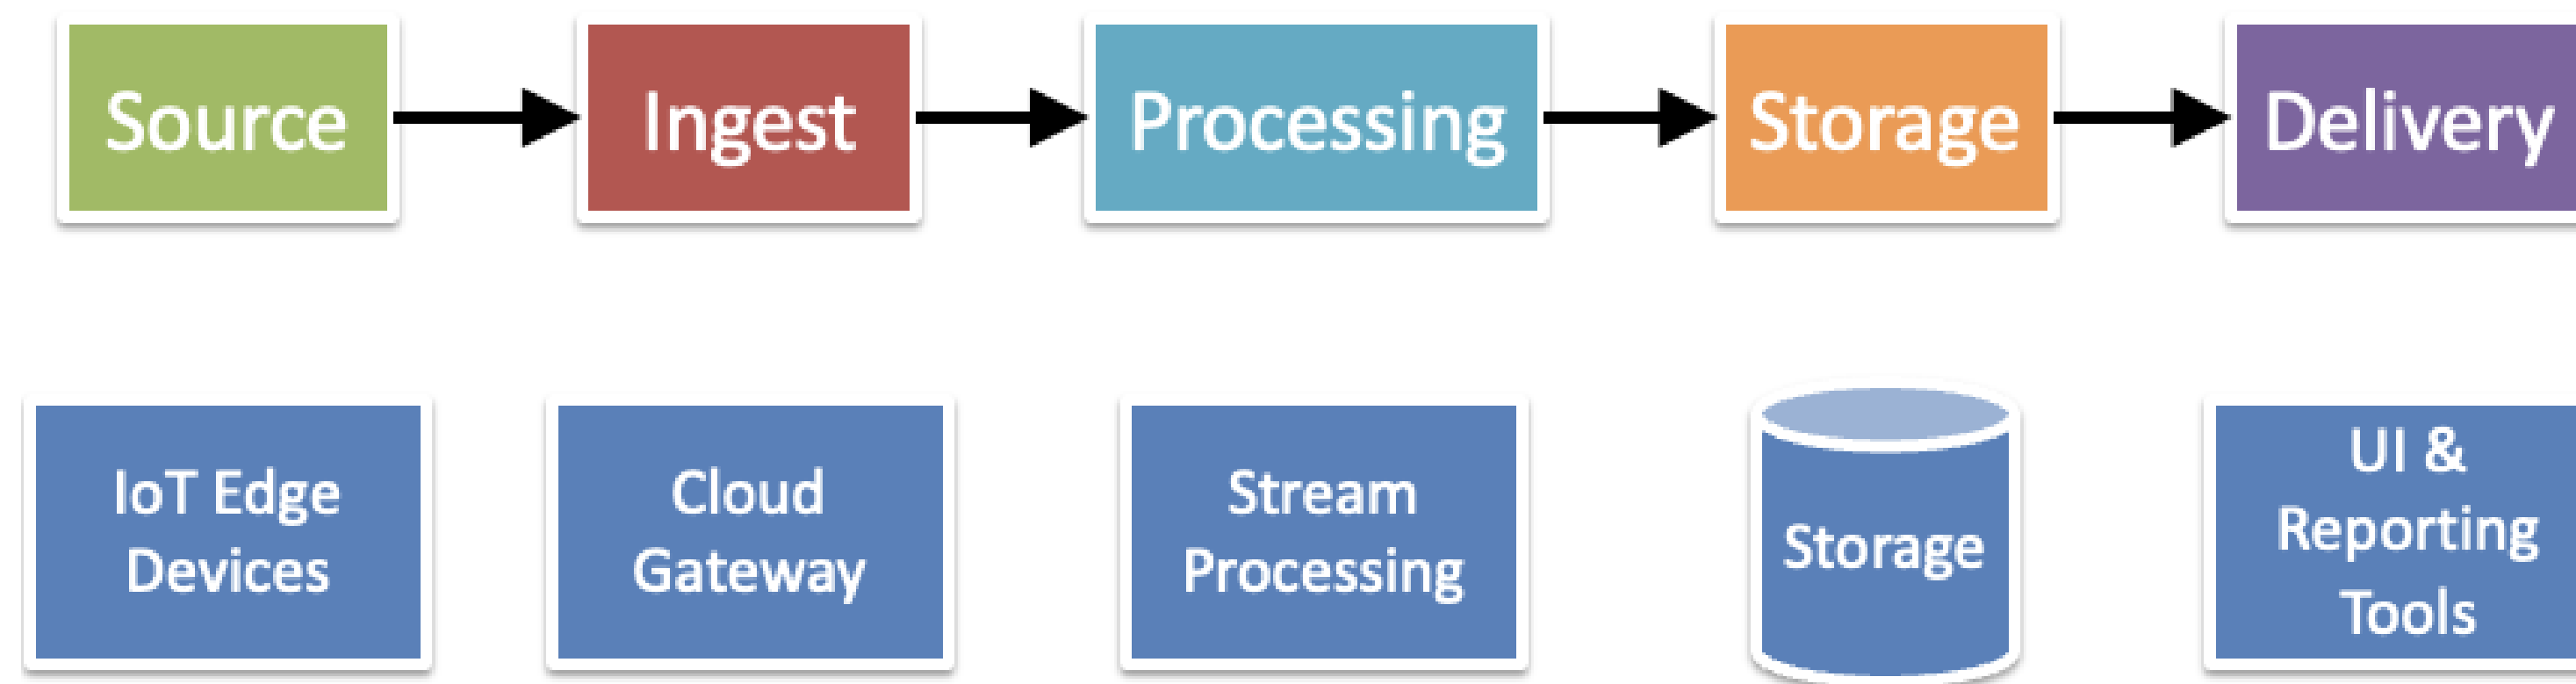 Source
Ingest
Processing
Storage
Delivery
IoT Edge
Devices
Cloud
Gateway
Stream
Processing
Storage
UI &
Reporting
Tools